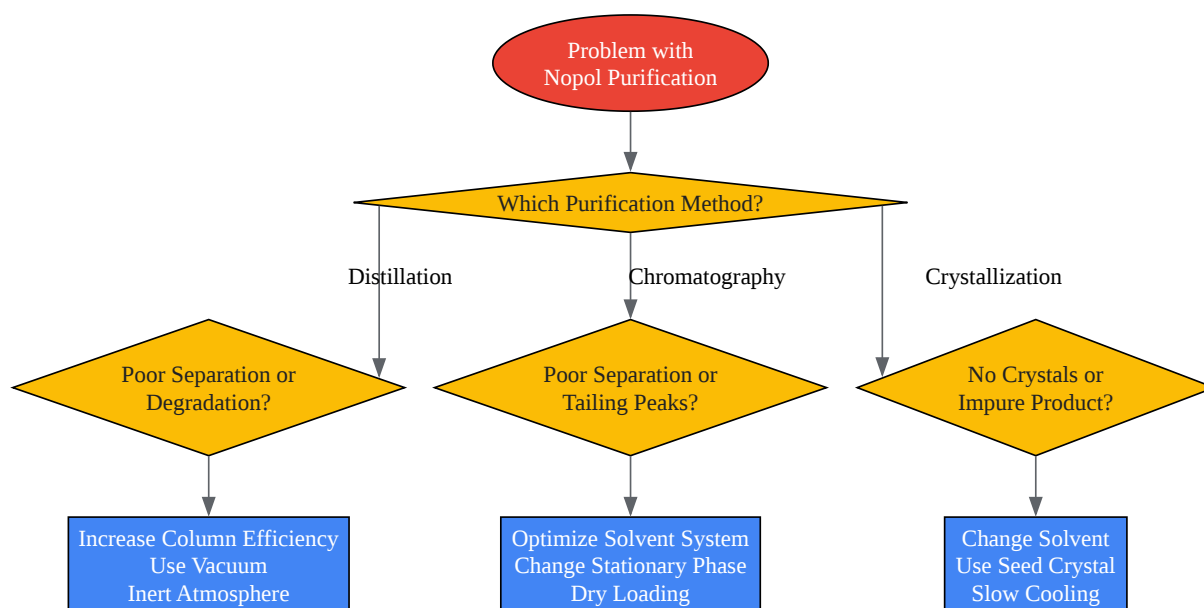 Problem with
Nopol Purification
Which Purification Method?
Distillation
Chromatography
Crystallization
Poor Separation or
Degradation?
Poor Separation or
Tailing Peaks?
No Crystals or
Impure Product?
Increase Column Efficiency
Use Vacuum
Inert Atmosphere
Optimize Solvent System
Change Stationary Phase
Dry Loading
Change Solvent
Use Seed Crystal
Slow Cooling